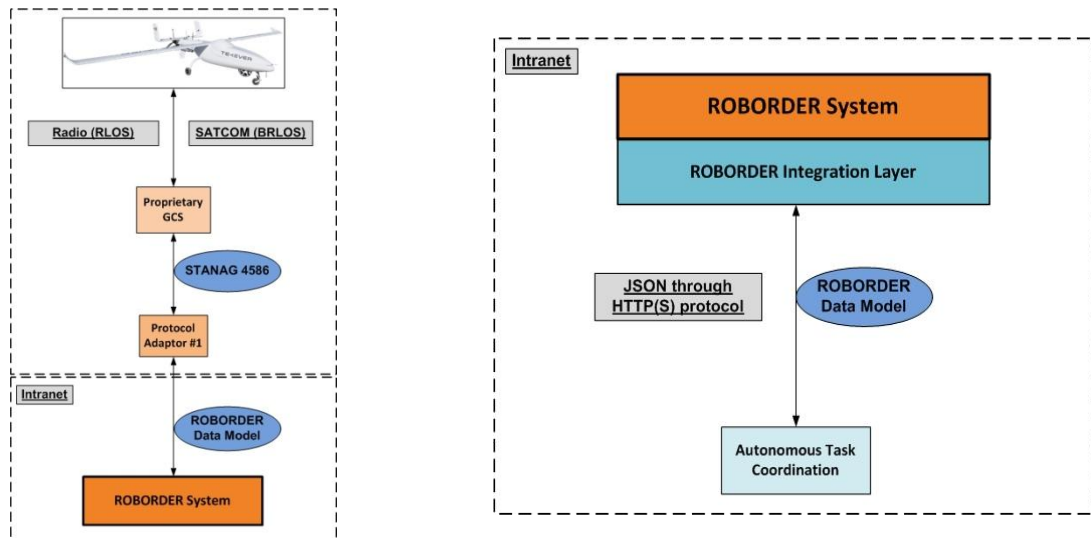 TEKEVER
Radio (RLOS)
SATCOM (BRLOS)
Proprietary
GCS
STANAG 4586
Protocol
Adaptor #1
Intranet
ROBORDER
Data Model
ROBORDER System
Intranet
ROBORDER System
ROBORDER Integration Layer
JSON through
HTTP(S) protocol
ROBORDER
Data Model
Autonomous Task
Coordination